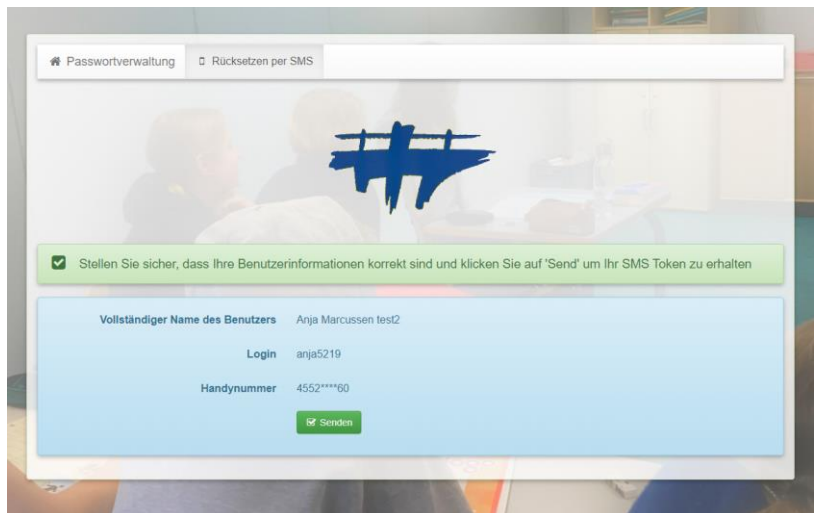 Passwortverwaltung Rücksetzen per SMS
Stellen Sie sicher, dass Ihre Benutzerinformationen korrekt sind und klicken Sie auf 'Send' um Ihr SMS Token zu erhalten
Vollständiger Name des Benutzers Anja Marcussen test2
Login anja5219
Handynummer 4552****60
Senden